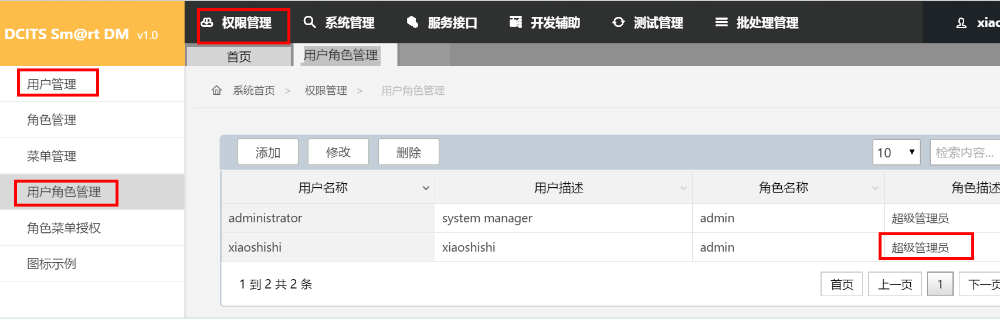 DCITS Sm@rt DM v1.0
权限管理 系统管理 服务接口 开发辅助 测试管理 批处理管理 xiao
首页 用户角色管理
用户管理
角色管理
菜单管理
用户角色管理
角色菜单授权
图标示例
系统首页 > 权限管理 > 用户角色管理
添加 修改 删除 10 检索内容...
用户名称 用户描述 角色名称 角色描述
administrator system manager admin 超级管理员
xiaoshishi xiaoshishi admin 超级管理员
1 到 2 共 2 条 首页 上一页 1 下一页